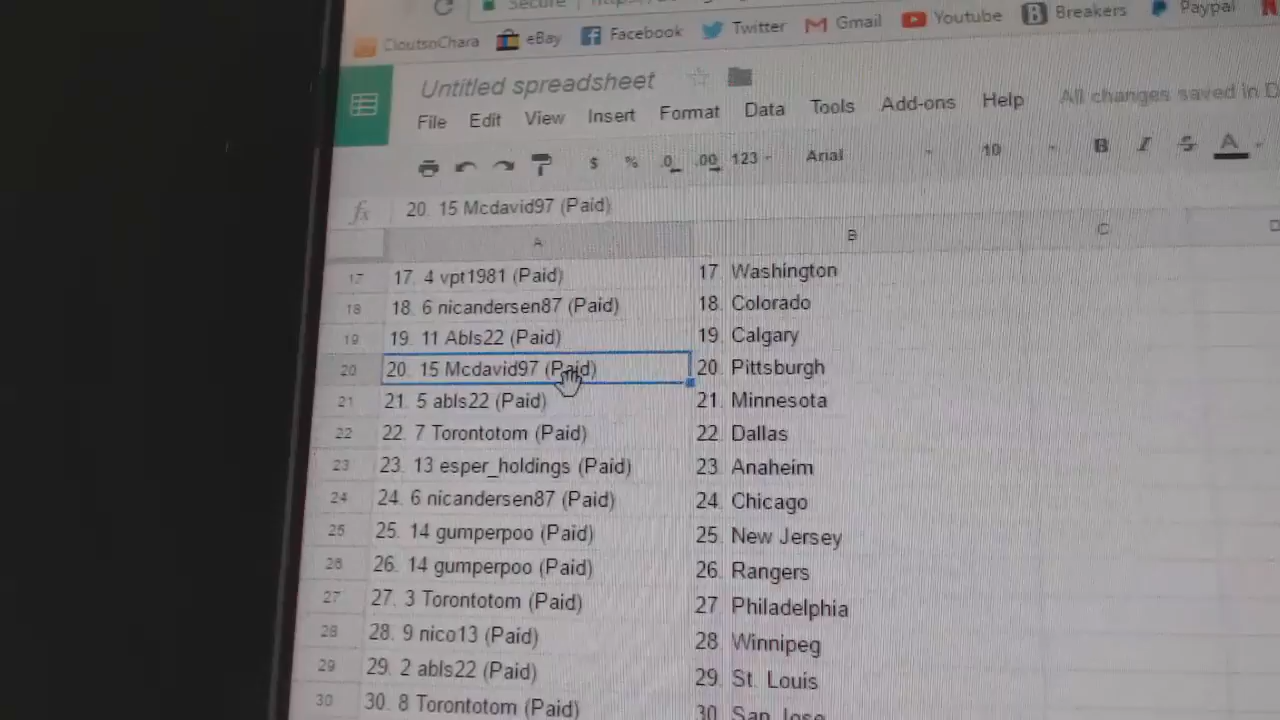 Secure
CloutsnChara eBay Facebook Twitter Gmail Youtube Breakers Paypal
Untitled spreadsheet
File Edit View Insert Format Data Tools Add-ons Help All changes saved in D
$ % .0 .00 123 Arial 10 B I S A
fx 20. 15 Mcdavid97 (Paid)
A B C D
17 17. 4 vpt1981 (Paid) 17. Washington
18 18. 6 nicandersen87 (Paid) 18. Colorado
19 19. 11 Abls22 (Paid) 19. Calgary
20 20. 15 Mcdavid97 (Paid) 20. Pittsburgh
21 21. 5 abls22 (Paid) 21. Minnesota
22 22. 7 Torontotom (Paid) 22. Dallas
23 23. 13 esper_holdings (Paid) 23. Anaheim
24 24. 6 nicandersen87 (Paid) 24. Chicago
25 25. 14 gumperpoo (Paid) 25. New Jersey
26 26. 14 gumperpoo (Paid) 26. Rangers
27 27. 3 Torontotom (Paid) 27. Philadelphia
28 28. 9 nico13 (Paid) 28. Winnipeg
29 29. 2 abls22 (Paid) 29. St. Louis
30 30. 8 Torontotom (Paid) 30. San Jose